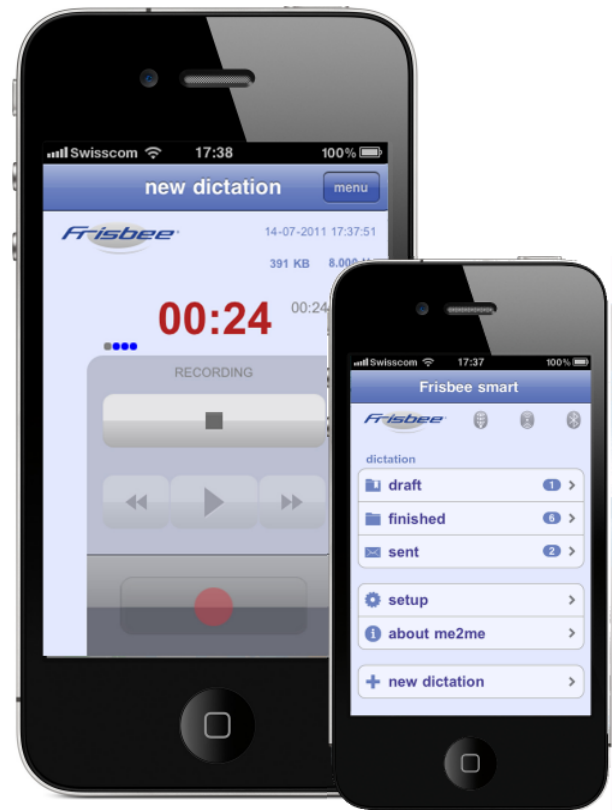 Swisscom 17:38 100%
new dictation menu
Frisbee 14-07-2011 17:37:51
391 KB
00:24 00:24
RECORDING
Swisscom 17:37 100%
Frisbee smart
Frisbee
dictation
draft 1
finished 6
sent 2
setup
about me2me
new dictation